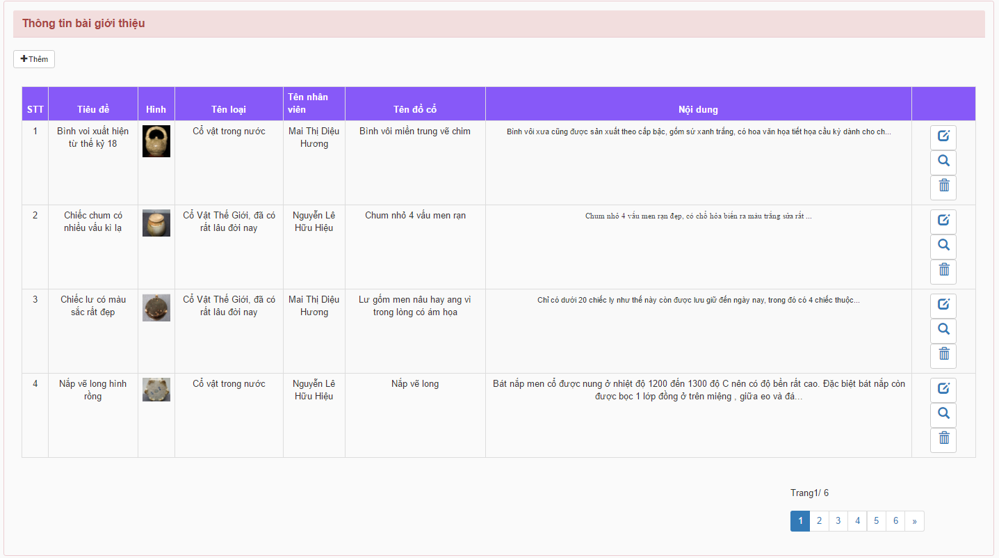 Thông tin bài giới thiệu
Thêm
STT Tiêu đề Hình Tên loại Tên nhân viên Tên đồ cổ Nội dung
1 Bình voi xuất hiện Cổ vật trong nước Mai Thị Diệu Bình vôi miền trung vẽ chim Bình vôi xưa cũng được sản xuất theo cấp bậc, gốm sứ xanh trắng, có hoa văn họa tiết họa cầu kỳ dành cho ch...
từ thế kỷ 18 Hương
2 Chiếc chum có Cổ Vật Thế Giới, đã có Nguyễn Lê Chum nhỏ 4 vấu men rạn Chum nhỏ 4 vấu men rạn đẹp, có chổ hỏa biến ra màu trắng sữa rất ...
nhiều vấu kì lạ rất lâu đời nay Hữu Hiệu
3 Chiếc lư có màu Cổ Vật Thế Giới, đã có Mai Thị Diệu Lư gốm men nâu hay ang vì Chỉ có dưới 20 chiếc ly như thế này còn được lưu giữ đến ngày nay, trong đó có 4 chiếc thuộc...
sắc rất đẹp rất lâu đời nay Hương trong lòng có ám họa
4 Nắp vẽ long hình Cổ vật trong nước Nguyễn Lê Nắp vẽ long Bát nắp men cổ được nung ở nhiệt độ 1200 đến 1300 độ C nên có độ bền rất cao. Đặc biệt bát nắp còn
rồng Hữu Hiệu được bọc 1 lớp đồng ở trên miệng , giữa eo và đá...
Trang1/ 6
1 2 3 4 5 6 »